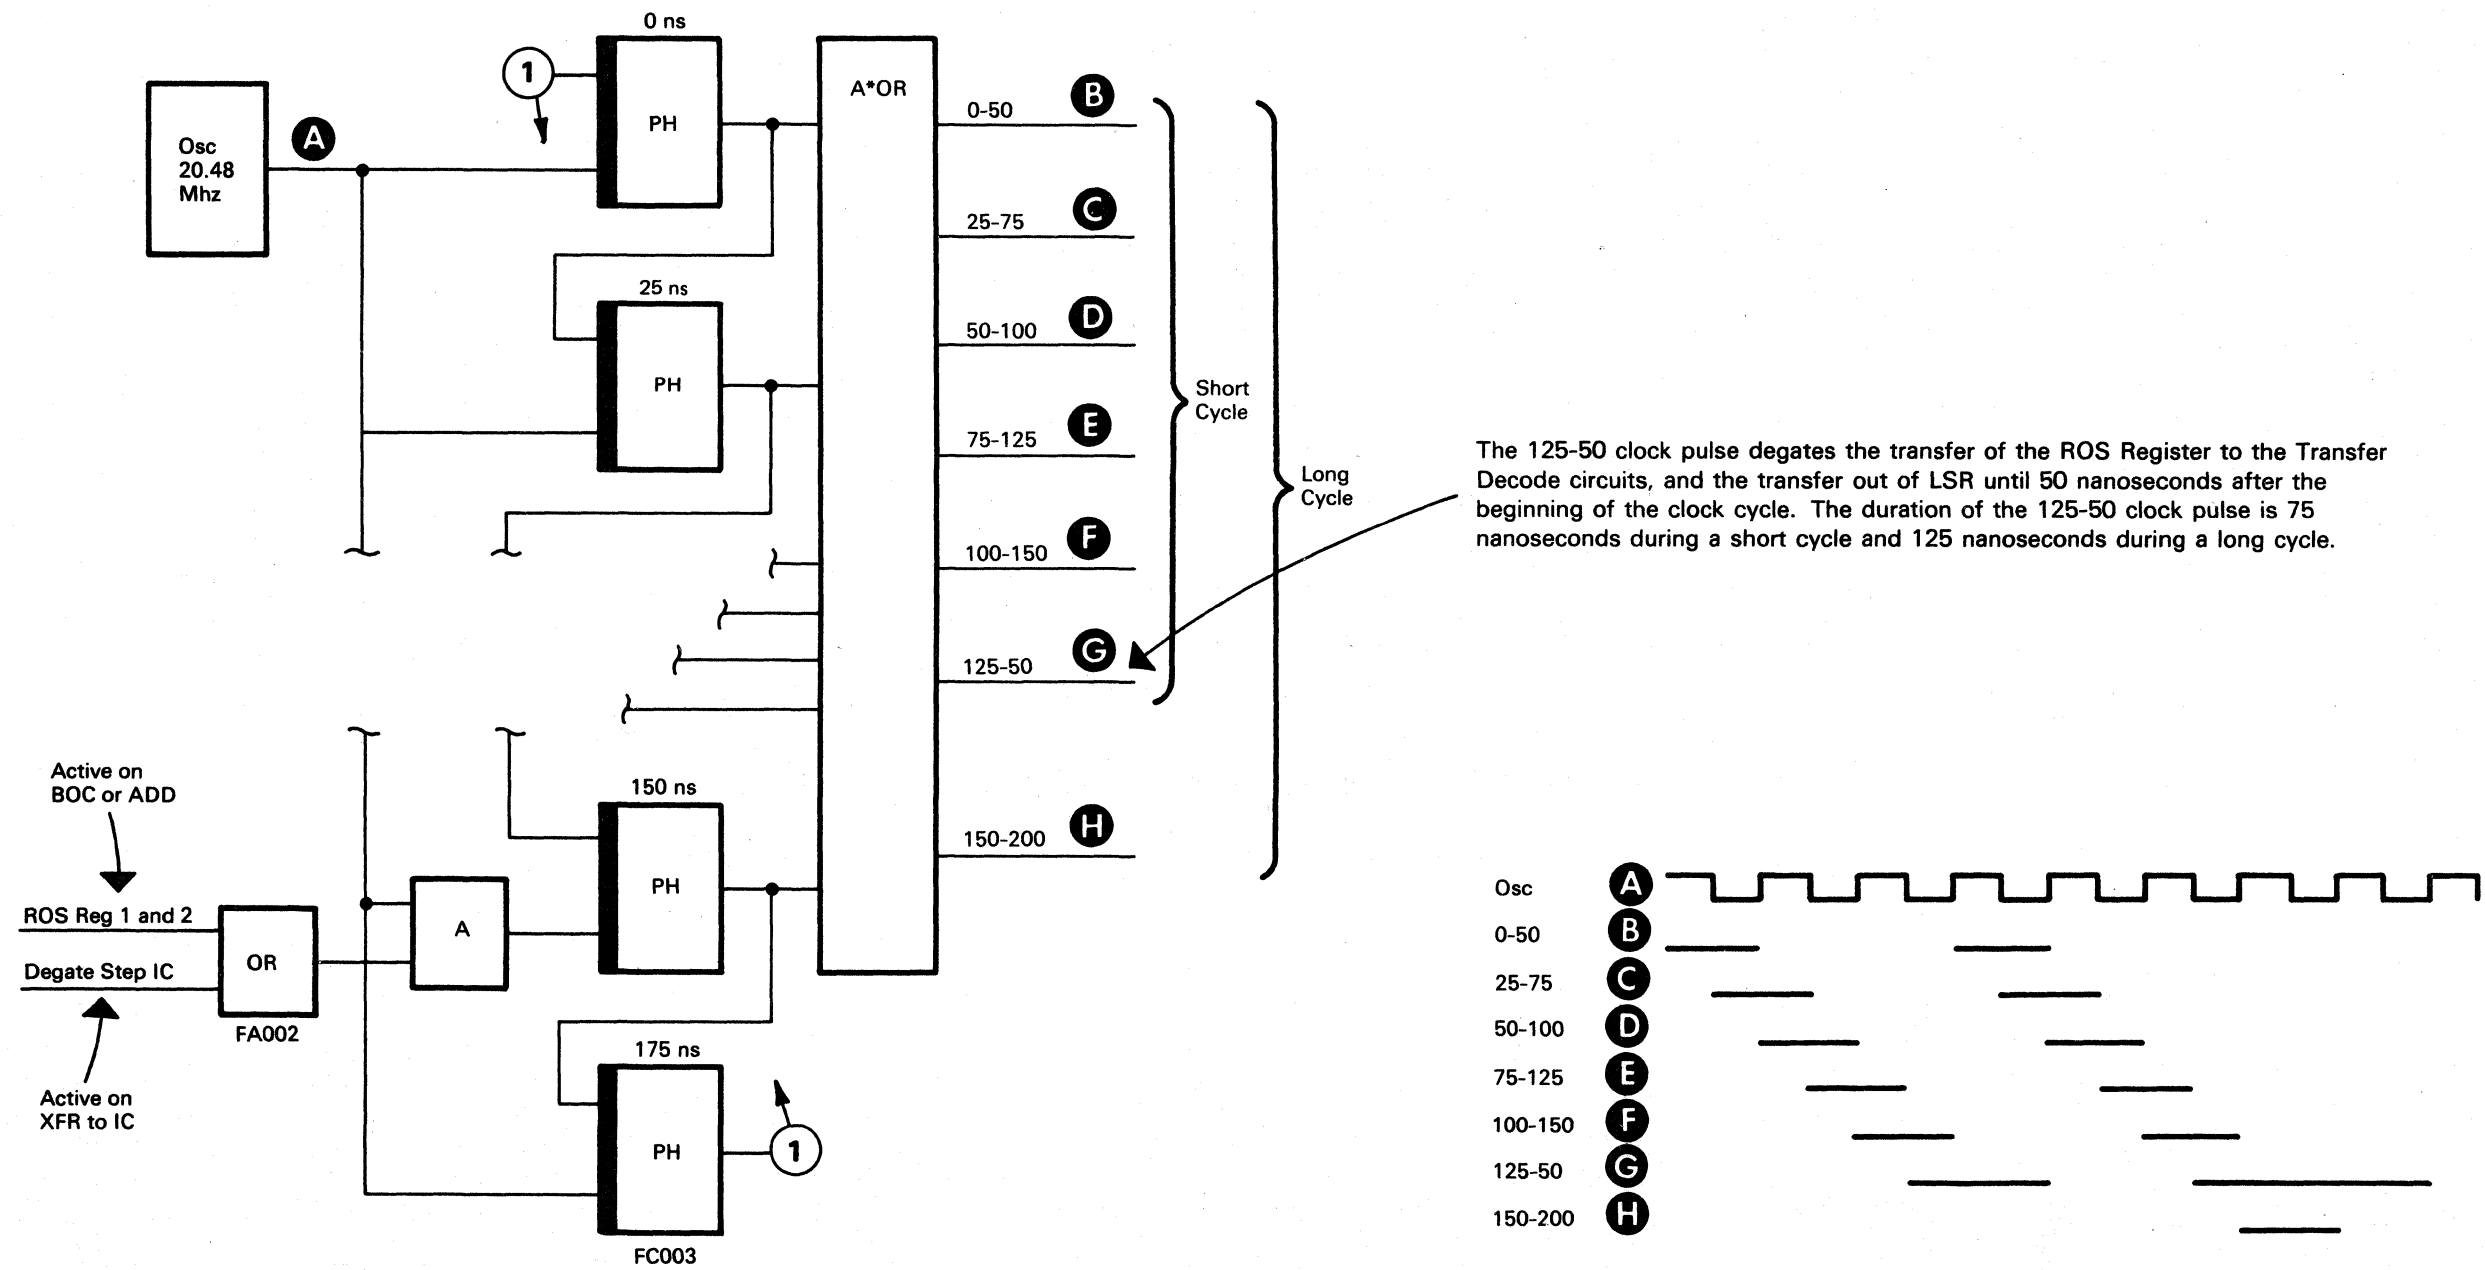 0 ns
1
PH
A*OR
Osc
20.48
Mhz
A
0-50
B
25-75
C
25 ns
PH
50-100
D
75-125
E
Short
Cycle
100-150
F
Long
Cycle
125-50
G
The 125-50 clock pulse degates the transfer of the ROS Register to the Transfer
Decode circuits, and the transfer out of LSR until 50 nanoseconds after the
beginning of the clock cycle. The duration of the 125-50 clock pulse is 75
nanoseconds during a short cycle and 125 nanoseconds during a long cycle.
150-200
H
Active on
BOC or ADD
ROS Reg 1 and 2
Degate Step IC
OR
FA002
Active on
XFR to IC
A
150 ns
PH
175 ns
PH
1
FC003
Osc A
0-50 B
25-75 C
50-100 D
75-125 E
100-150 F
125-50 G
150-200 H